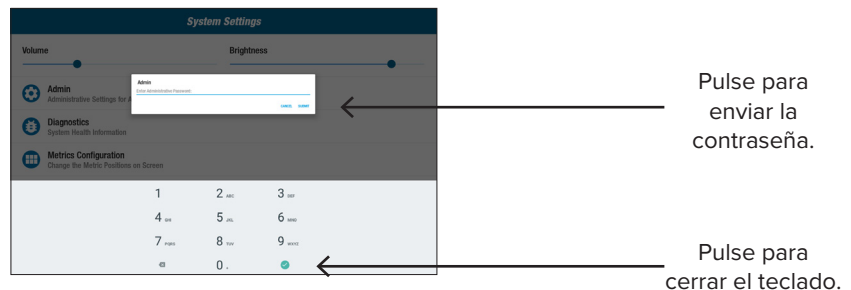 System Settings
Volume
Brightness
Admin
Administrative Settings for A
Diagnostics
System Health Information
Metrics Configuration
Change the Metric Positions on Screen
Admin
Enter Administrative Password
CANCEL SUBMIT
1 2 ABC 3 DEF
4 GHI 5 JKL 6 MNO
7 PQRS 8 TUV 9 WXYZ
0 .
Pulse para
enviar la
contraseña.
Pulse para
cerrar el teclado.